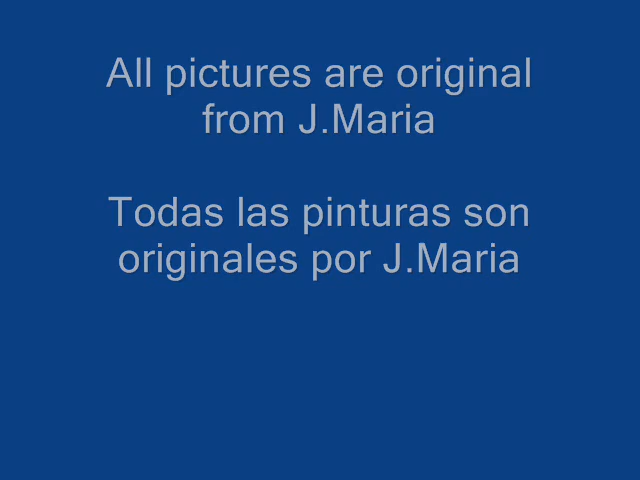 All pictures are original
from J.Maria
Todas las pinturas son
originales por J.Maria